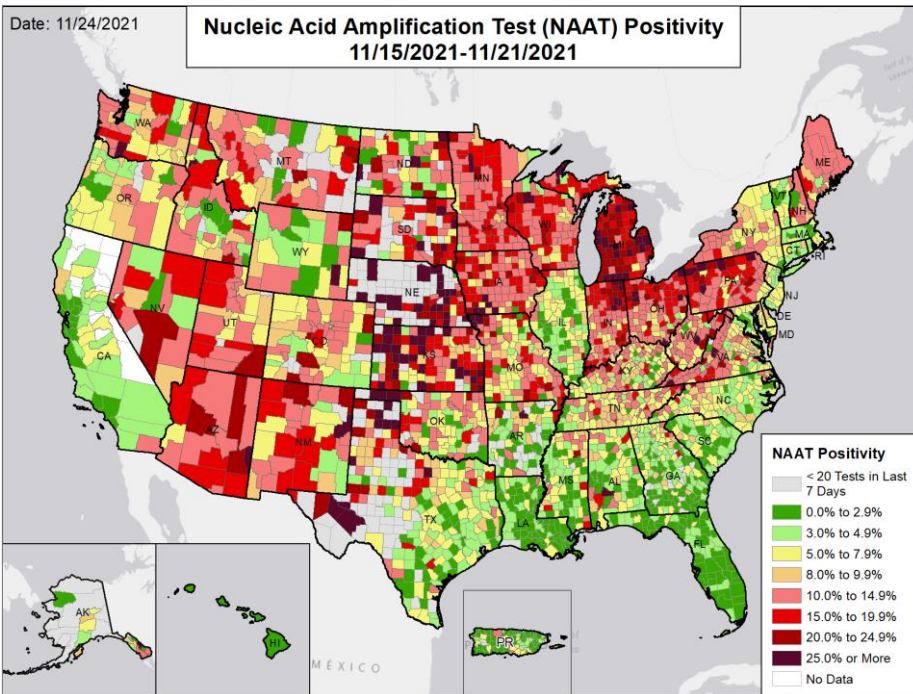 Date: 11/24/2021
Nucleic Acid Amplification Test (NAAT) Positivity
11/15/2021-11/21/2021
WA
MT
ND
MN
ME
OR
ID
SD
WI
MI
VT
NH
NY
MA
CT
RI
WY
NE
IA
PA
NJ
NV
UT
CO
IL
IN
OH
DE
MD
CA
KS
MO
KY
WV
VA
AZ
NM
OK
AR
TN
NC
SC
TX
LA
MS
AL
GA
FL
AK
HI
PR
MÉXICO
NAAT Positivity
< 20 Tests in Last
7 Days
0.0% to 2.9%
3.0% to 4.9%
5.0% to 7.9%
8.0% to 9.9%
10.0% to 14.9%
15.0% to 19.9%
20.0% to 24.9%
25.0% or More
No Data